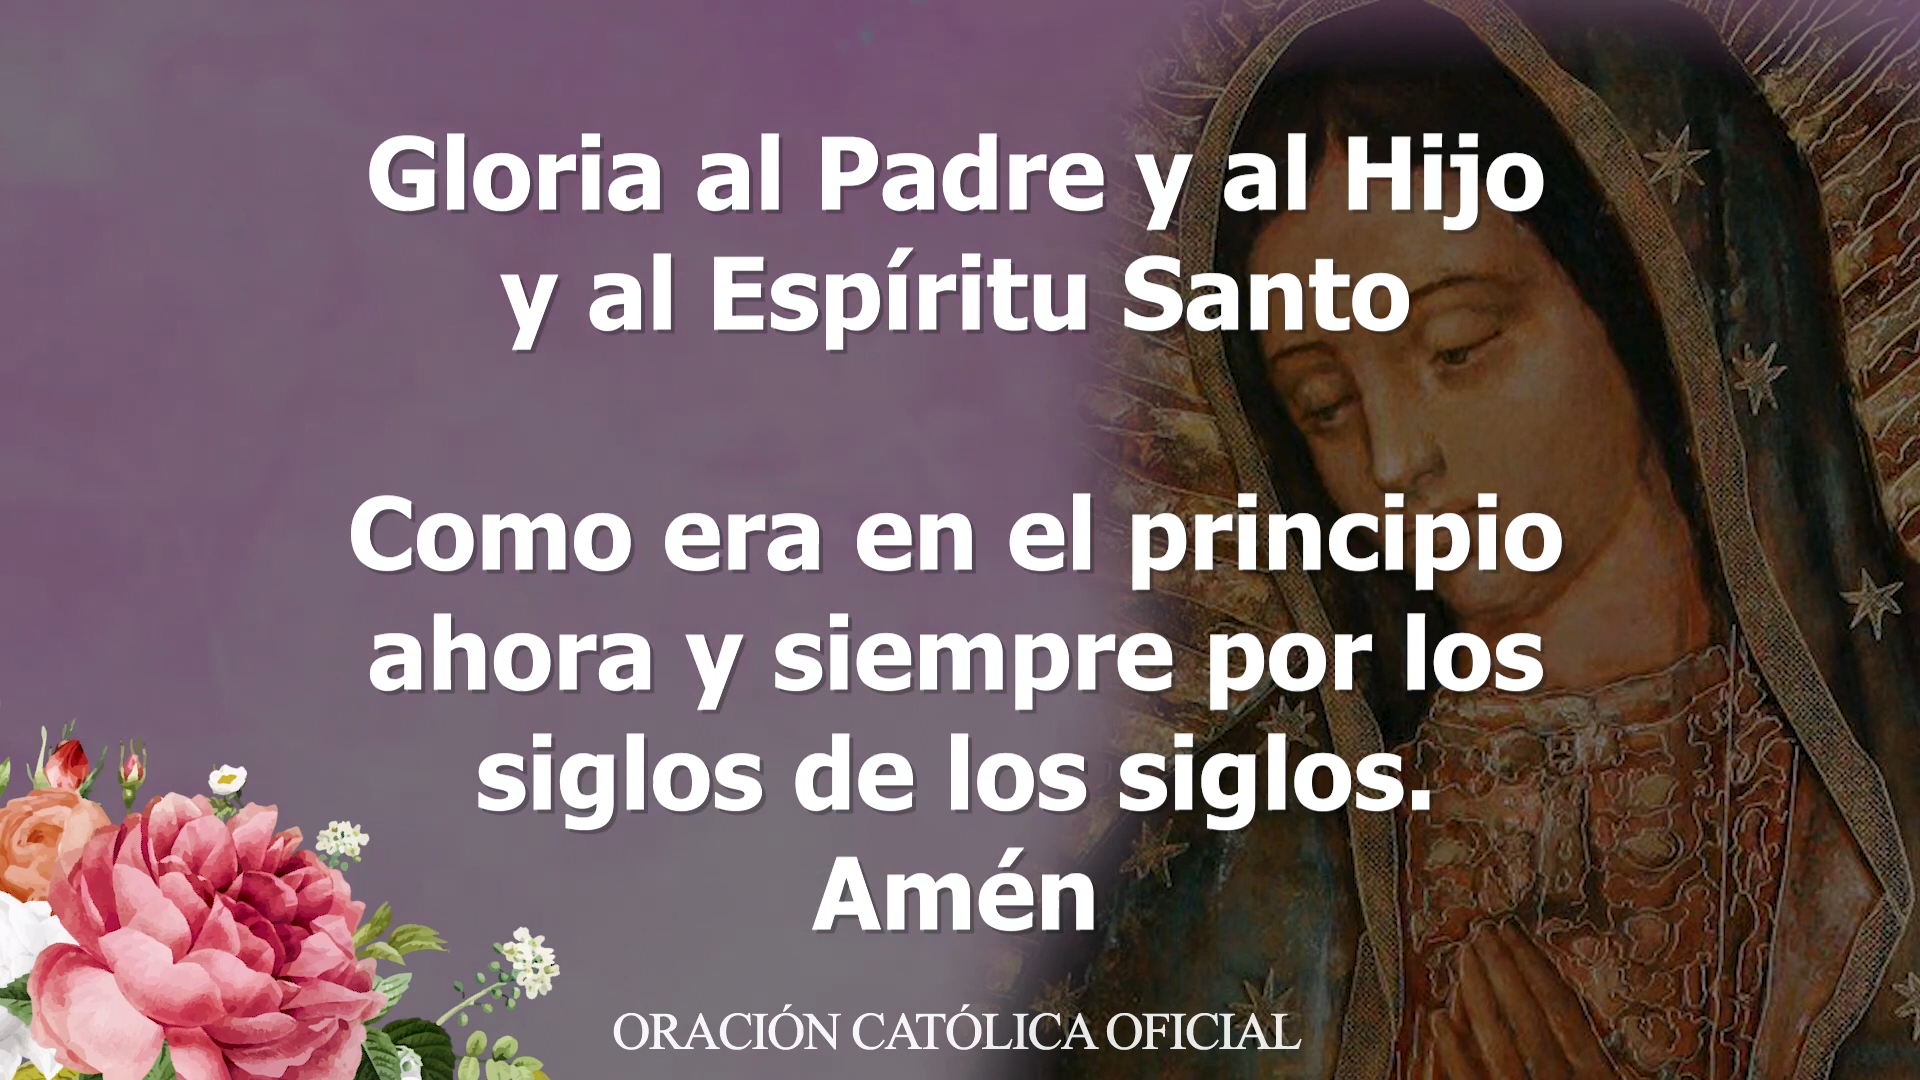 Gloria al Padre y al Hijo
y al Espíritu Santo
Como era en el principio
ahora y siempre por los
siglos de los siglos.
Amén
ORACIÓN CATÓLICA OFICIAL